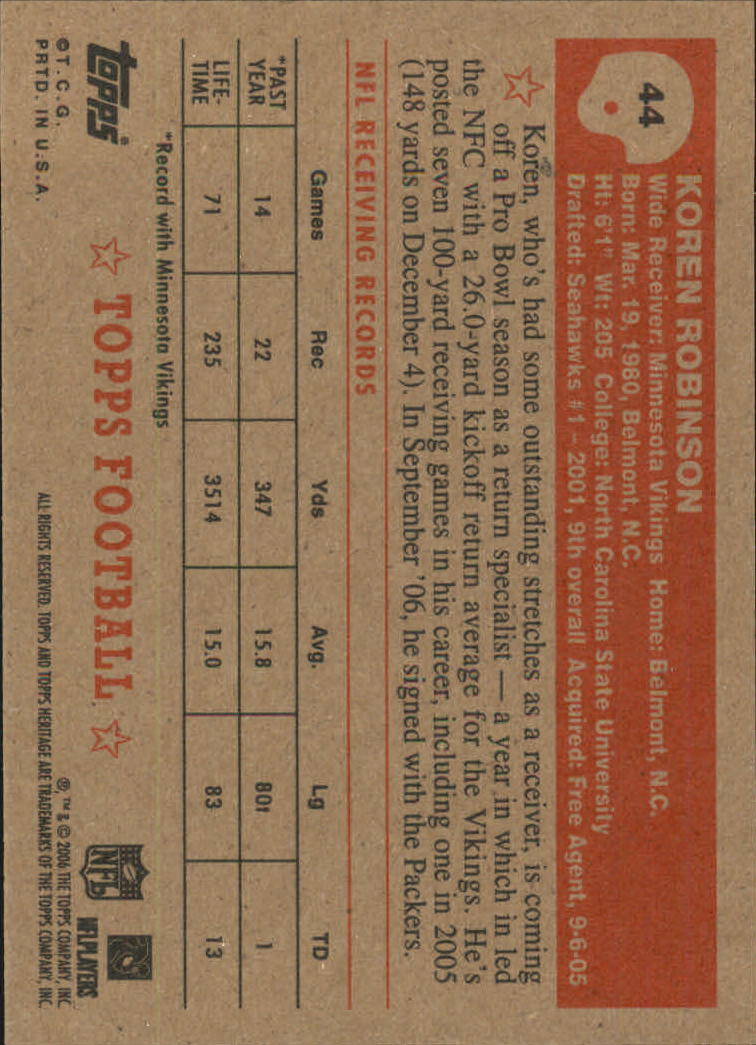 44
KOREN ROBINSON
Wide Receiver: Minnesota Vikings Home: Belmont, N.C.
Born: Mar. 19, 1980, Belmont, N.C.
Ht: 6'1" Wt: 205 College: North Carolina State University
Drafted: Seahawks #1 – 2001, 9th overall Acquired: Free Agent, 9-6-05
Koren, who's had some outstanding stretches as a receiver, is coming
off a Pro Bowl season as a return specialist — a year in which in led
the NFC with a 26.0-yard kickoff return average for the Vikings. He's
posted seven 100-yard receiving games in his career, including one in 2005
(148 yards on December 4). In September '06, he signed with the Packers.
NFL RECEIVING RECORDS
Games Rec Yds Avg. Lg TD
*PAST
YEAR 14 22 347 15.8 80t 1
LIFE-
TIME 71 235 3514 15.0 83 13
*Record with Minnesota Vikings
topps®
© T. C. G.
PRTD. IN U.S.A.
TOPPS FOOTBALL
NFL
NFLPLAYERS
®, ™ & © 2006 THE TOPPS COMPANY, INC
ALL RIGHTS RESERVED. TOPPS AND TOPPS HERITAGE ARE TRADEMARKS OF THE TOPPS COMPANY, INC.